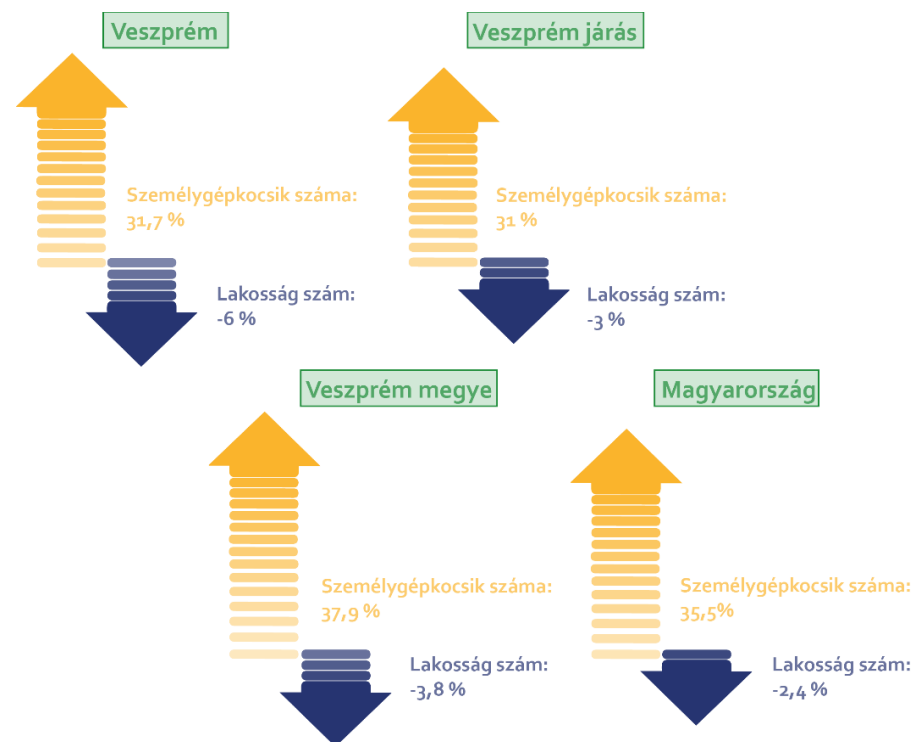 Veszprém
Személygépkocsik száma:
31,7 %
Lakosság szám:
-6 %
Veszprém járás
Személygépkocsik száma:
31 %
Lakosság szám:
-3 %
Veszprém megye
Személygépkocsik száma:
37,9 %
Lakosság szám:
-3,8 %
Magyarország
Személygépkocsik száma:
35,5%
Lakosság szám:
-2,4 %